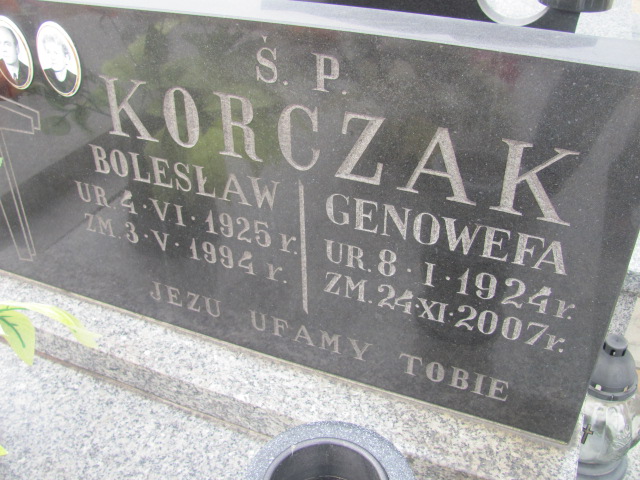 Ś. P.
KORCZAK
BOLESŁAW
UR. 4 · VI · 1925 r.
ZM. 3 · V · 1994 r.
GENOWEFA
UR. 8 · I · 1924 r.
ZM. 24 · XI · 2007 r.
JEZU UFAMY TOBIE